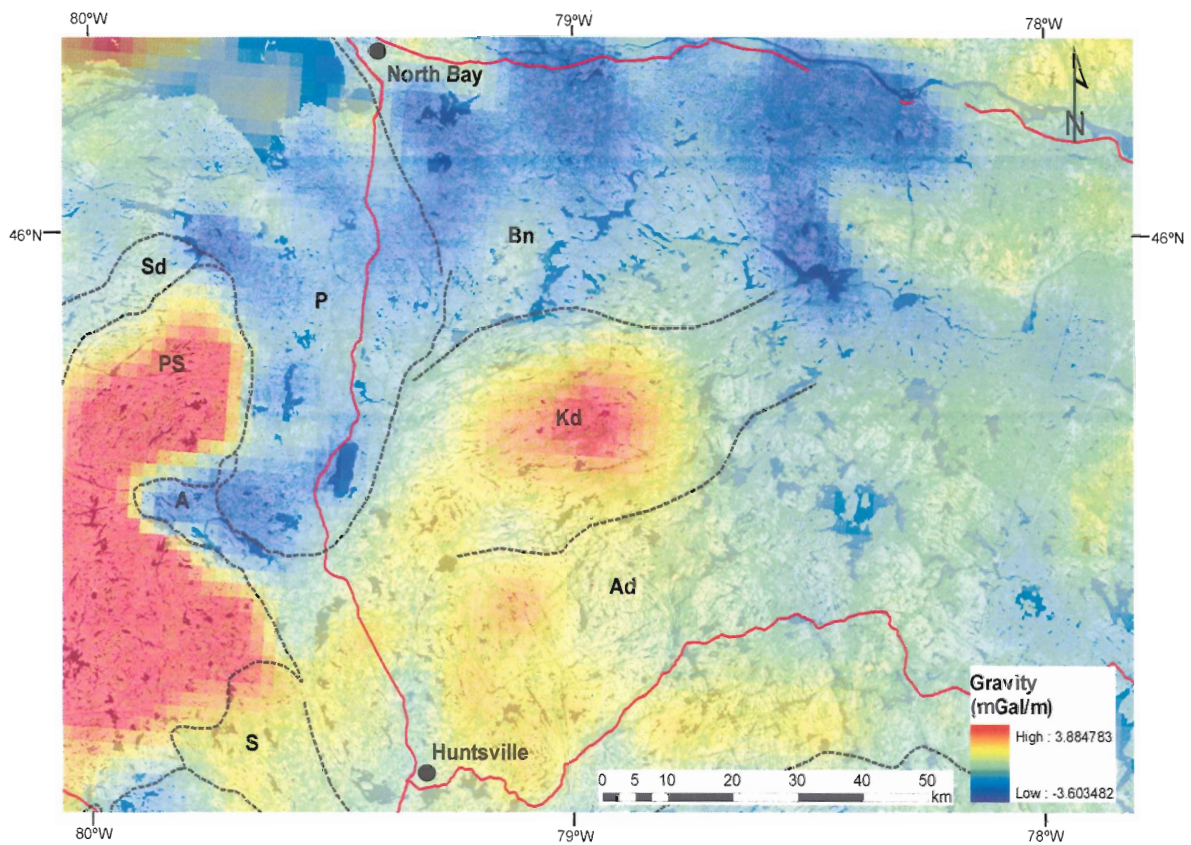 80°W 79°W 78°W
North Bay
N
46°N 46°N
Bn
Sd
P
PS
Kd
A
Ad
Gravity
(mGal/m)
High : 3.884783
Low : -3.603482
S
Huntsville
0 5 10 20 30 40 50
km
80°W 79°W 78°W